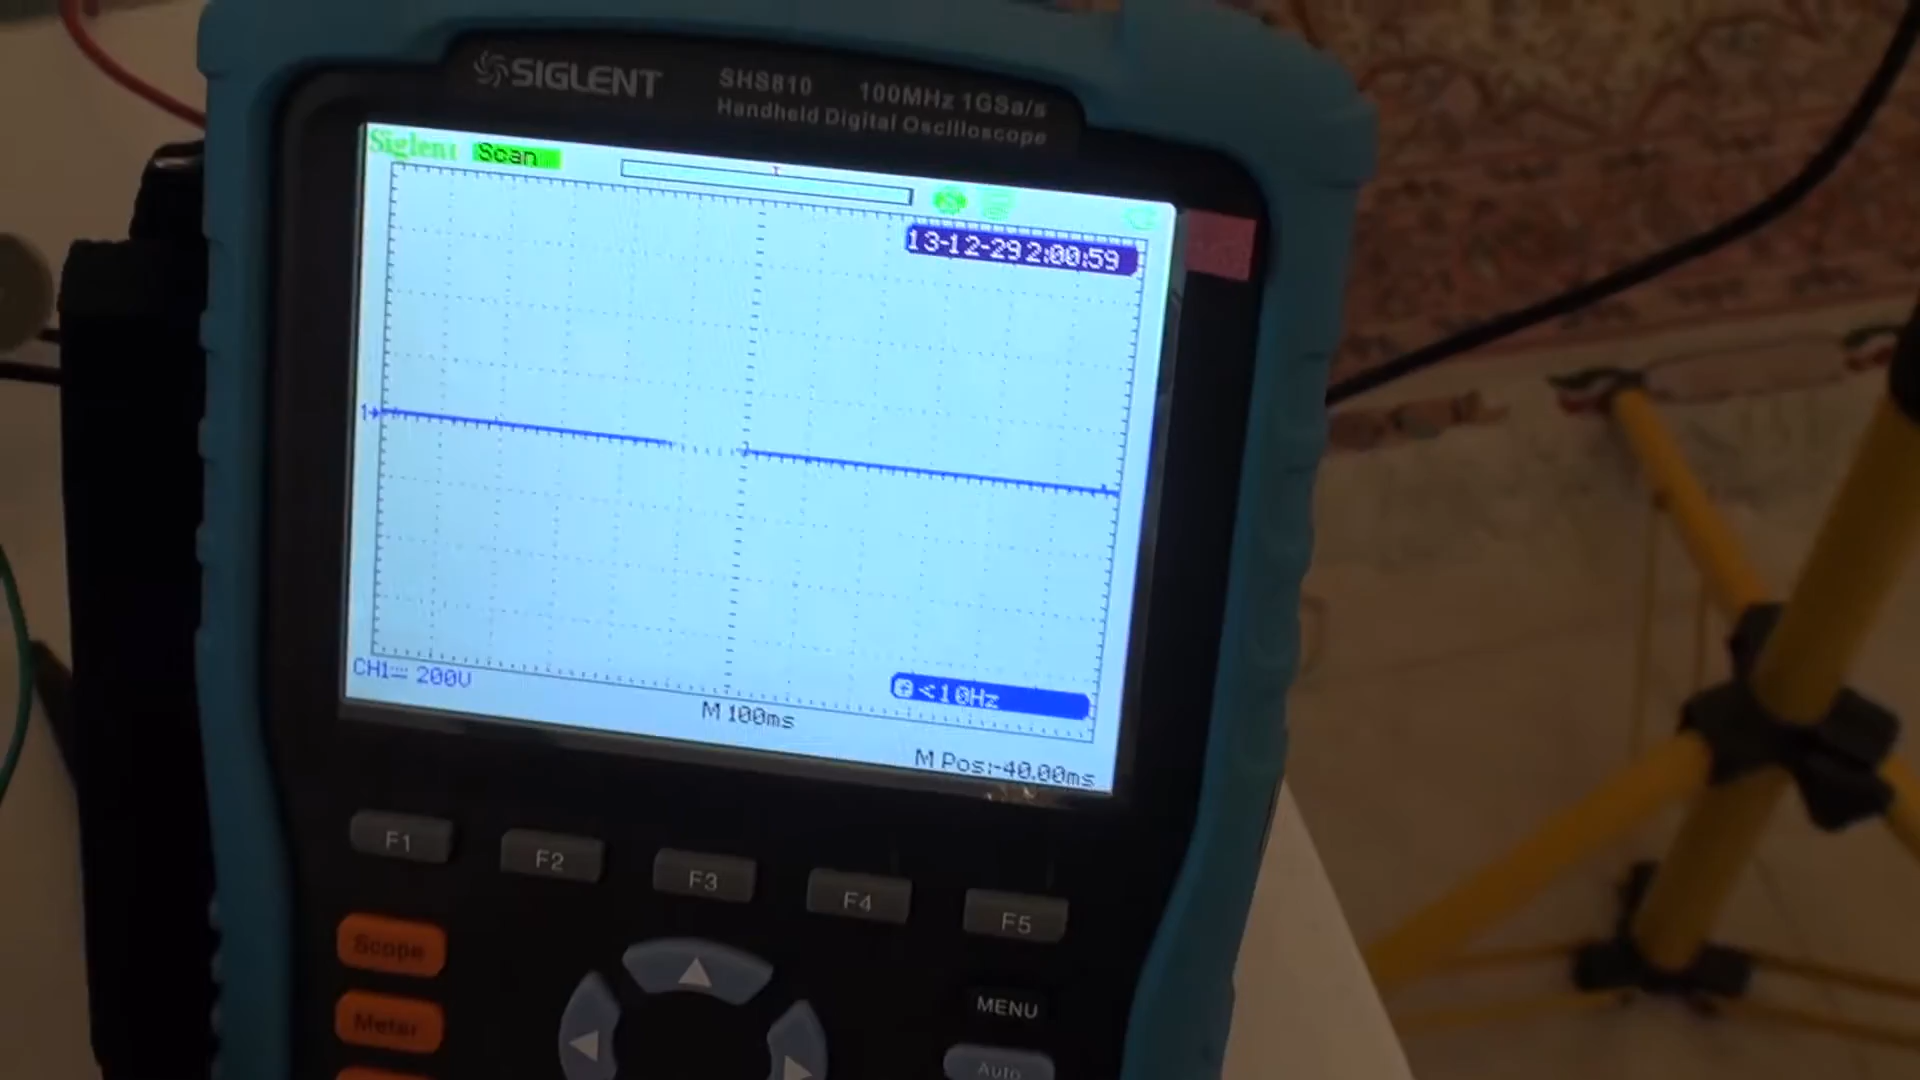 SIGLENT
SHS810 100MHz 1GSa/s
Handheld Digital Oscilloscope
Siglent Scan
13-12-29 2:00:59
1
CH1 200V
<10Hz
M 100ms
M Pos:-40.00ms
F1 F2 F3 F4 F5
Scope
MENU
Meter
Auto